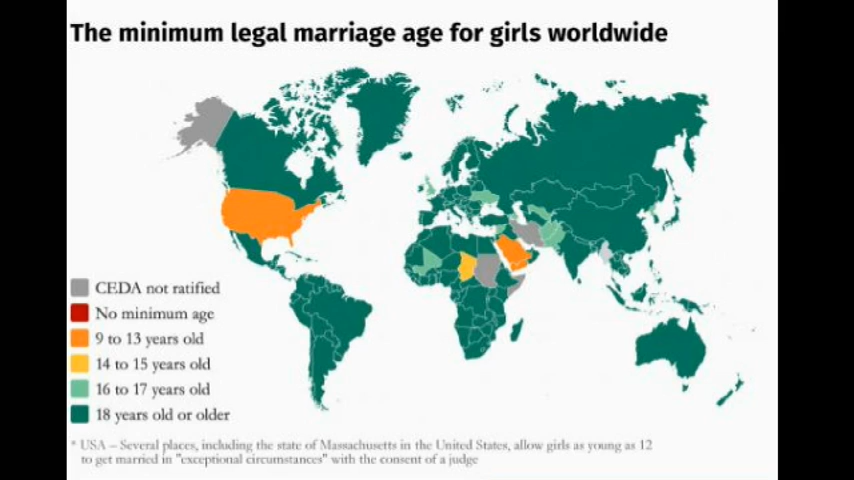 The minimum legal marriage age for girls worldwide
CEDA not ratified
No minimum age
9 to 13 years old
14 to 15 years old
16 to 17 years old
18 years old or older
* USA – Several places, including the state of Massachusetts in the United States, allow girls as young as 12
to get married in "exceptional circumstances" with the consent of a judge